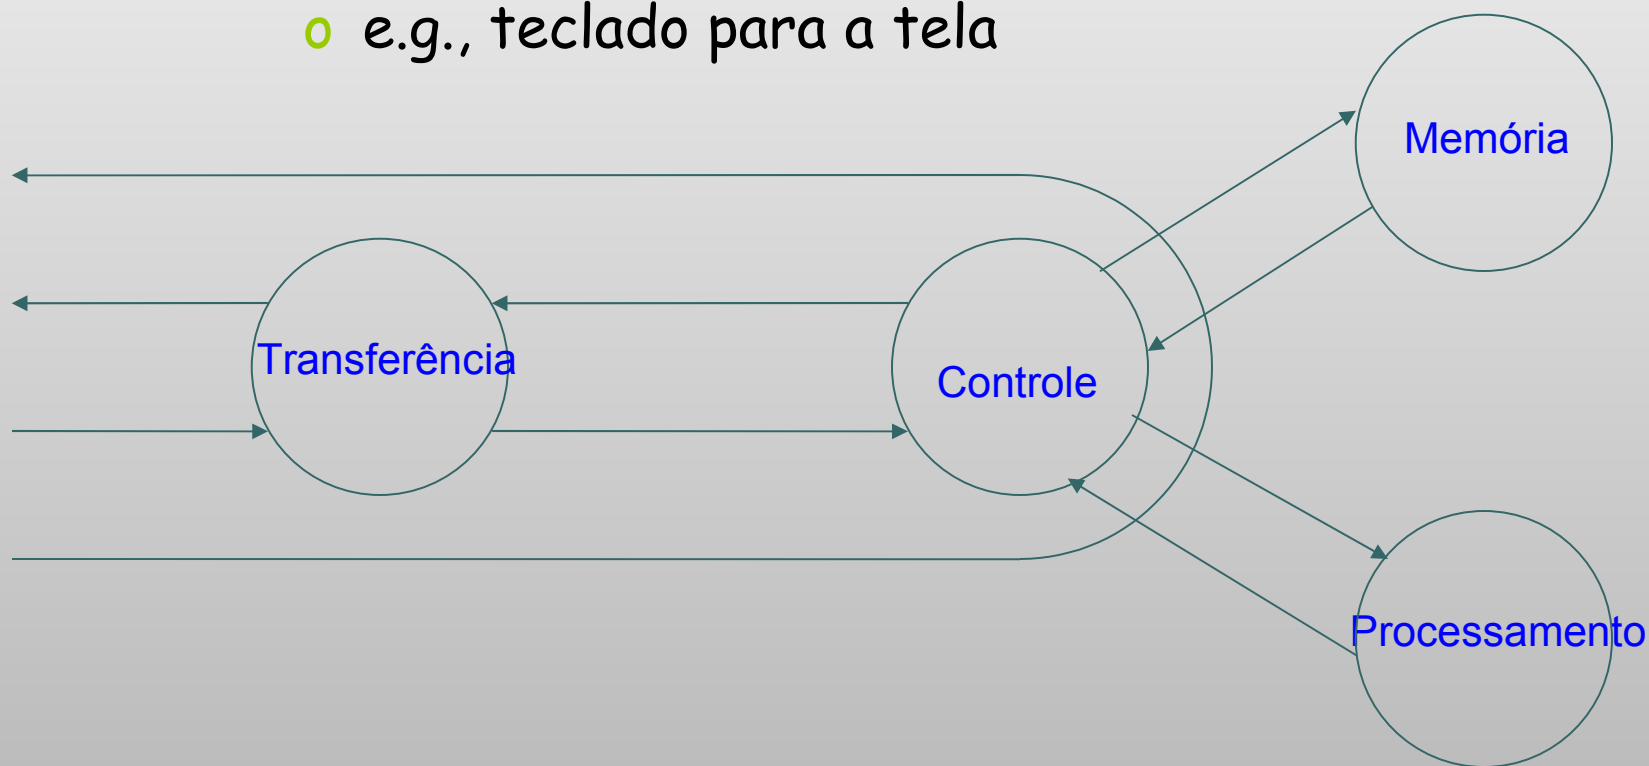 o e.g., teclado para a tela
Memória
Transferência
Controle
Processamento